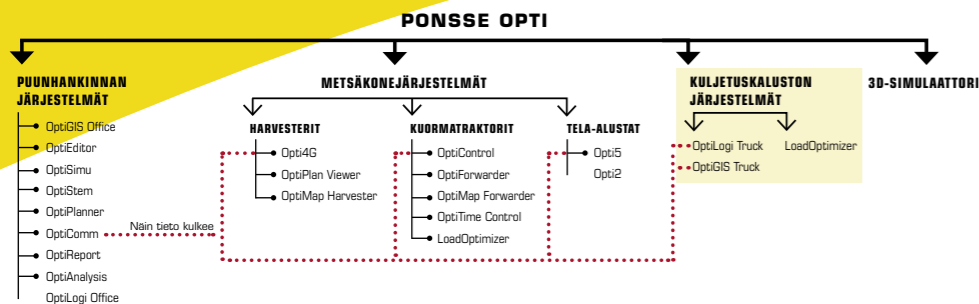 PONSSE OPTI
PUUNHANKINNAN
JÄRJESTELMÄT
OptiGIS Office
OptiEditor
OptiSimu
OptiStem
OptiPlanner
OptiComm
OptiReport
OptiAnalysis
OptiLogi Office
Näin tieto kulkee
METSÄKONEJÄRJESTELMÄT
HARVESTERIT
Opti4G
OptiPlan Viewer
OptiMap Harvester
KUORMATRAKTORIT
OptiControl
OptiForwarder
OptiMap Forwarder
OptiTime Control
LoadOptimizer
TELA-ALUSTAT
Opti5
Opti2
KULJETUSKALUSTON
JÄRJESTELMÄT
OptiLogi Truck
OptiGIS Truck
LoadOptimizer
3D-SIMULAATTORI